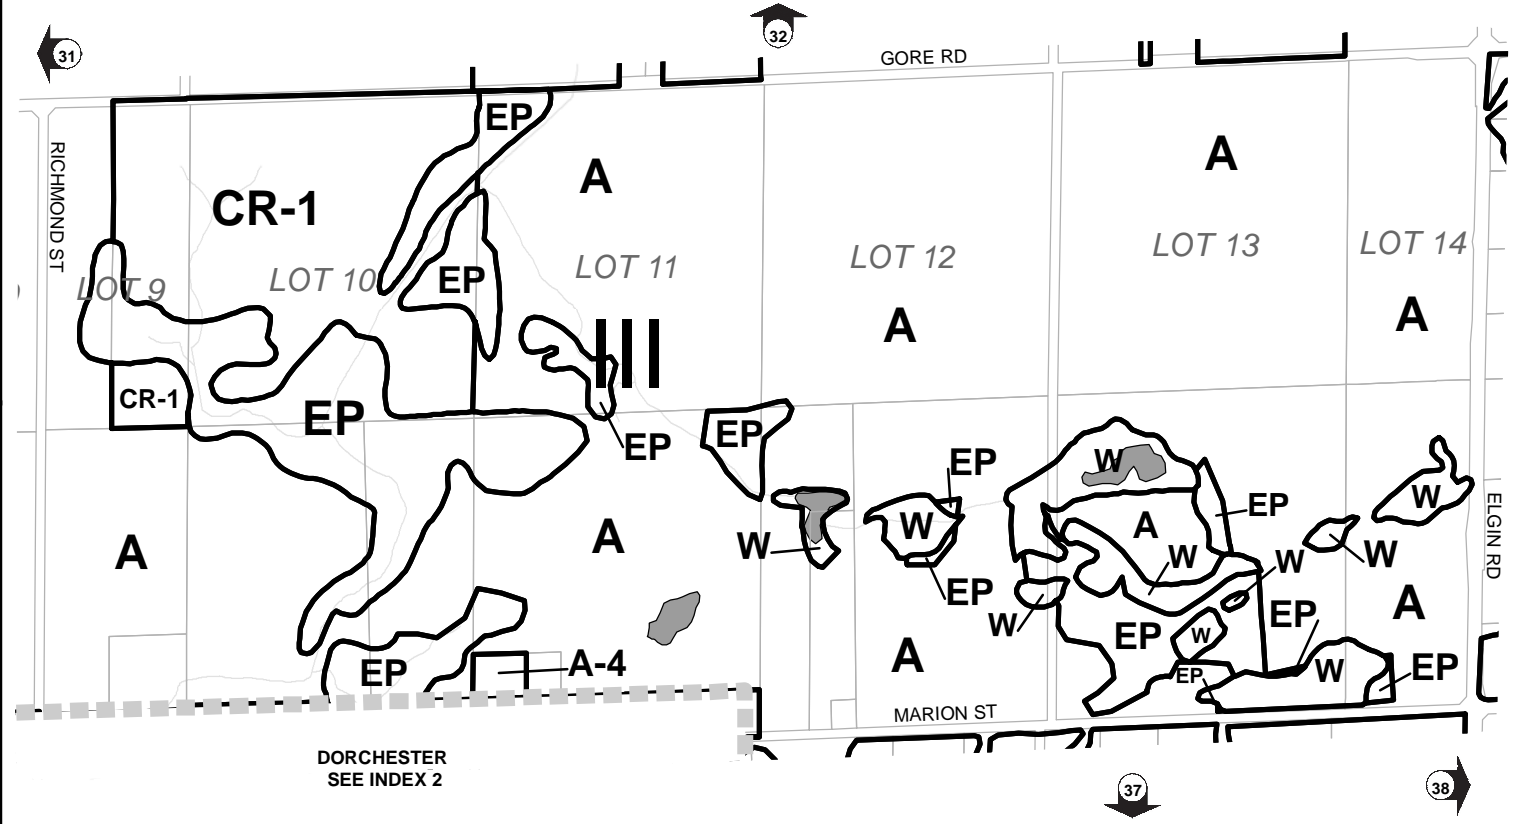 31
32
GORE RD
RICHMOND ST
EP
A
A
CR-1
LOT 9
LOT 10
EP
LOT 11
LOT 12
LOT 13
LOT 14
A
A
III
CR-1
EP
EP
EP
EP
W
W
EP
W
A
W
EP
W
W
W
ELGIN RD
A
A
W
EP
W
EP
W
EP
A
A
EP
A-4
EP
W
EP
MARION ST
DORCHESTER
SEE INDEX 2
37
38